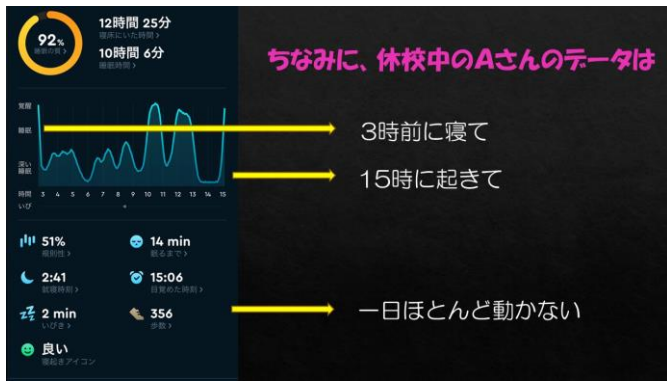 92%
睡眠の質 >
12時間 25分
寝床にいた時間 >
10時間 6分
睡眠時間 >
ちなみに、休校中のAさんのデータは
覚醒
睡眠
深い
睡眠
時間 3 4 5 6 7 8 9 10 11 12 13 14 15
いびき
3時前に寝て
15時に起きて
51%
規則性 >
14 min
眠るまで >
2:41
就寝時刻 >
15:06
目覚めた時刻 >
2 min
いびき >
356
歩数 >
良い
寝起きアイコン
一日ほとんど動かない